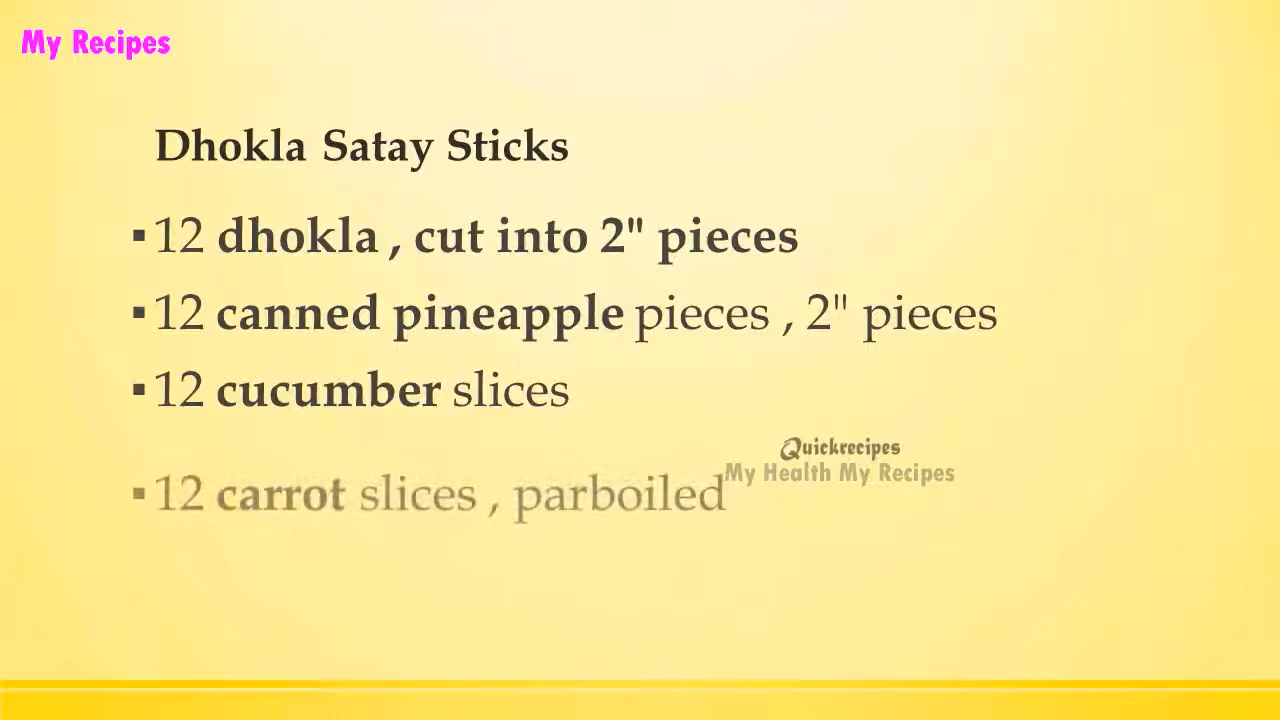 My Recipes
Dhokla Satay Sticks
▪12 dhokla , cut into 2" pieces
▪12 canned pineapple pieces , 2" pieces
▪12 cucumber slices
Quickrecipes
My Health My Recipes
▪12 carrot slices , parboiled